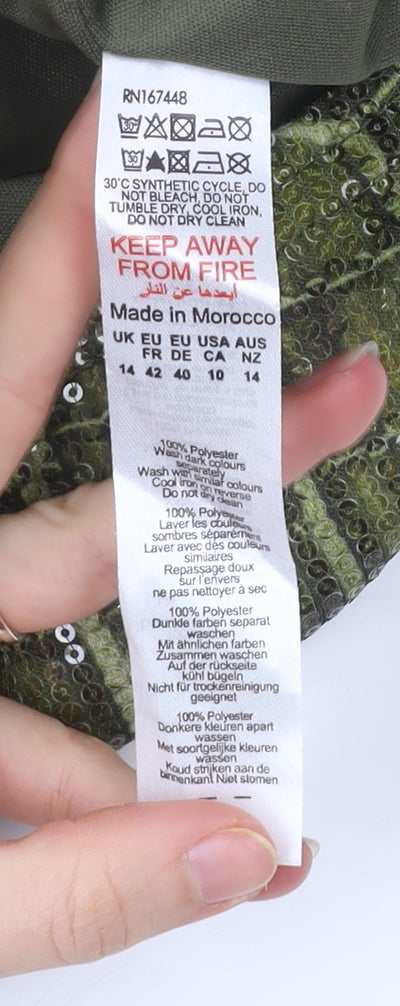 RN167448
30°C SYNTHETIC CYCLE, DO
NOT BLEACH, DO NOT
TUMBLE DRY, COOL IRON,
DO NOT DRY CLEAN
KEEP AWAY
FROM FIRE
أبعدها عن النار
Made in Morocco
UK EU EU USA AUS
FR DE CA NZ
14 42 40 10 14
100% Polyester
Wash dark colours
separately
Wash with similar colours
Cool iron on reverse
Do not dry clean
100% Polyester
Laver les couleurs
sombres séparément
Laver avec des couleurs
similaires
Repassage doux
sur l'envers
ne pas nettoyer à sec
100% Polyester
Dunkle farben separat
waschen
Mit ähnlichen farben
Zusammen waschen
Auf der rückseite
kühl bügeln
Nicht für trockenreinigung
geeignet
100% Polyester
Donkere kleuren apart
wassen
Met soortgelijke kleuren
wassen
Koud strijken aan de
binnenkant Niet stomen